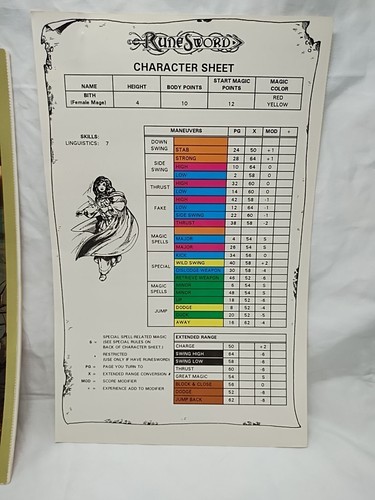 RUNESWORD
CHARACTER SHEET
NAME HEIGHT BODY POINTS START MAGIC POINTS MAGIC COLOR
BITH (Female Mage) 4 10 12 RED YELLOW
SKILLS:
LINGUISTICS: 7
MANEUVERS PG X MOD +
DOWN SWING
STAB 24 50 +1
STRONG 28 64 +1
SIDE SWING
HIGH 10 64 0
LOW 2 58 0
THRUST
HIGH 32 60 0
LOW 14 60 0
FAKE
HIGH 42 58 -1
LOW 12 64 -1
SIDE SWING 22 60 -1
THRUST 38 58 -2
MAGIC SPELLS
MAJOR 4 54 5
MAJOR 28 54 5
SPECIAL
KICK 34 56 0
WILD SWING 40 58 +2
DISLODGE WEAPON 30 58 -4
RETRIEVE WEAPON 46 52 -6
MAGIC SPELLS
MINOR 6 54 5
MINOR 48 54 5
JUMP
UP 18 52 -6
DODGE 8 52 -4
DUCK 20 52 -5
AWAY 16 62 -4
EXTENDED RANGE
CHARGE 50 +2
SWING HIGH 64 -6
SWING LOW 58 -6
THRUST 60 -6
GREAT MAGIC 54 5
BLOCK & CLOSE 56 0
DODGE 52 -6
JUMP BACK 62 -6
SPECIAL SPELL RELATED MAGIC
S = (SEE SPECIAL RULES ON
BACK OF CHARACTER SHEET)
• RESTRICTED
(USE ONLY IF HAVE RUNESWORD)
PG = PAGE YOU TURN TO
X = EXTENDED RANGE CONVERSION #
MOD = SCORE MODIFIER
+ = EXPERIENCE ADD TO MODIFIER